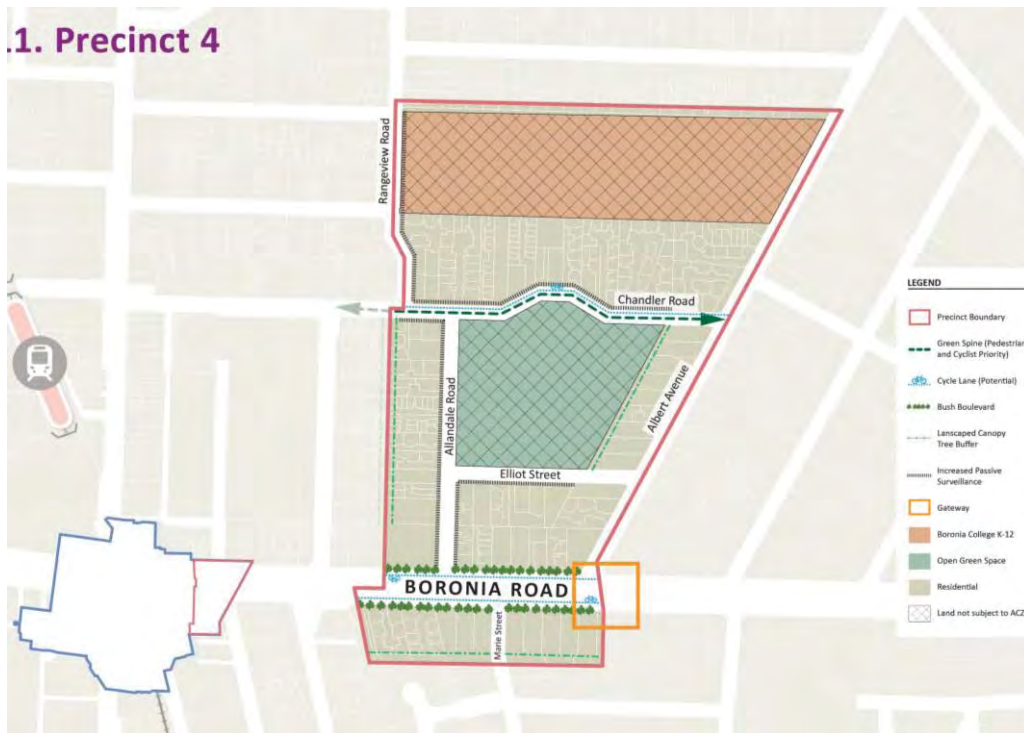 .1. Precinct 4
Rangeview Road
Chandler Road
Allandale Road
Albert Avenue
Elliot Street
BORONIA ROAD
Marie Street
LEGEND
Precinct Boundary
Green Spine (Pedestrian
and Cyclist Priority)
Cycle Lane (Potential)
Bush Boulevard
Lanscaped Canopy
Tree Buffer
Increased Passive
Surveillance
Gateway
Boronia College K-12
Open Green Space
Residential
Land not subject to ACZ